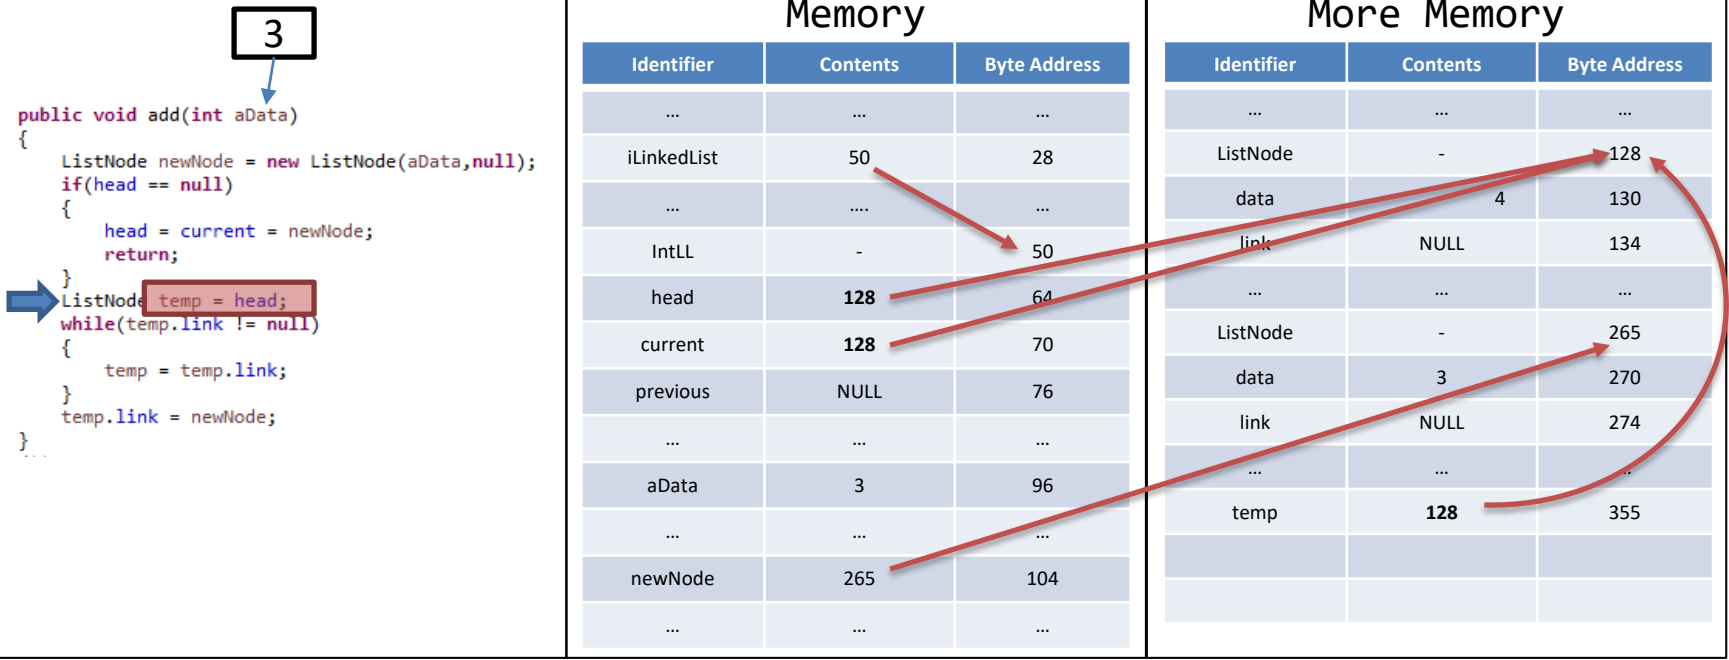 3
public void add(int aData)
{
ListNode newNode = new ListNode(aData,null);
if(head == null)
{
head = current = newNode;
return;
}
ListNode temp = head;
while(temp.link != null)
{
temp = temp.link;
}
temp.link = newNode;
}
Memory
Identifier Contents Byte Address
… … …
iLinkedList 50 28
… …. …
IntLL - 50
head 128 64
current 128 70
previous NULL 76
… … …
aData 3 96
… … …
newNode 265 104
… … …
More Memory
Identifier Contents Byte Address
… … …
ListNode - 128
data 4 130
link NULL 134
… … …
ListNode - 265
data 3 270
link NULL 274
… … …
temp 128 355